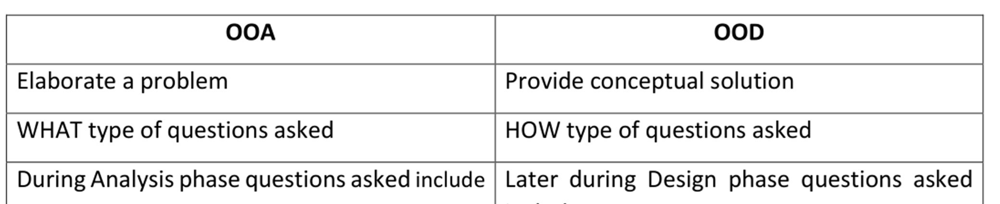 OOA
OOD
Elaborate a problem
Provide conceptual solution
WHAT type of questions asked
HOW type of questions asked
During Analysis phase questions asked include
Later during Design phase questions asked